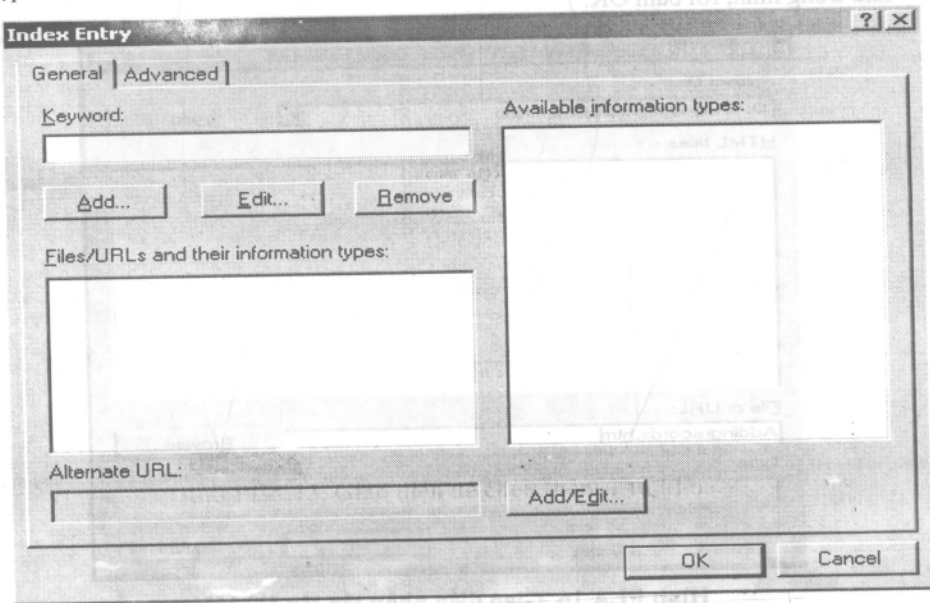 Index Entry
General Advanced
Keyword:
Add... Edit... Remove
Files/URLs and their information types:
Alternate URL:
Available information types:
Add/Edit...
OK Cancel